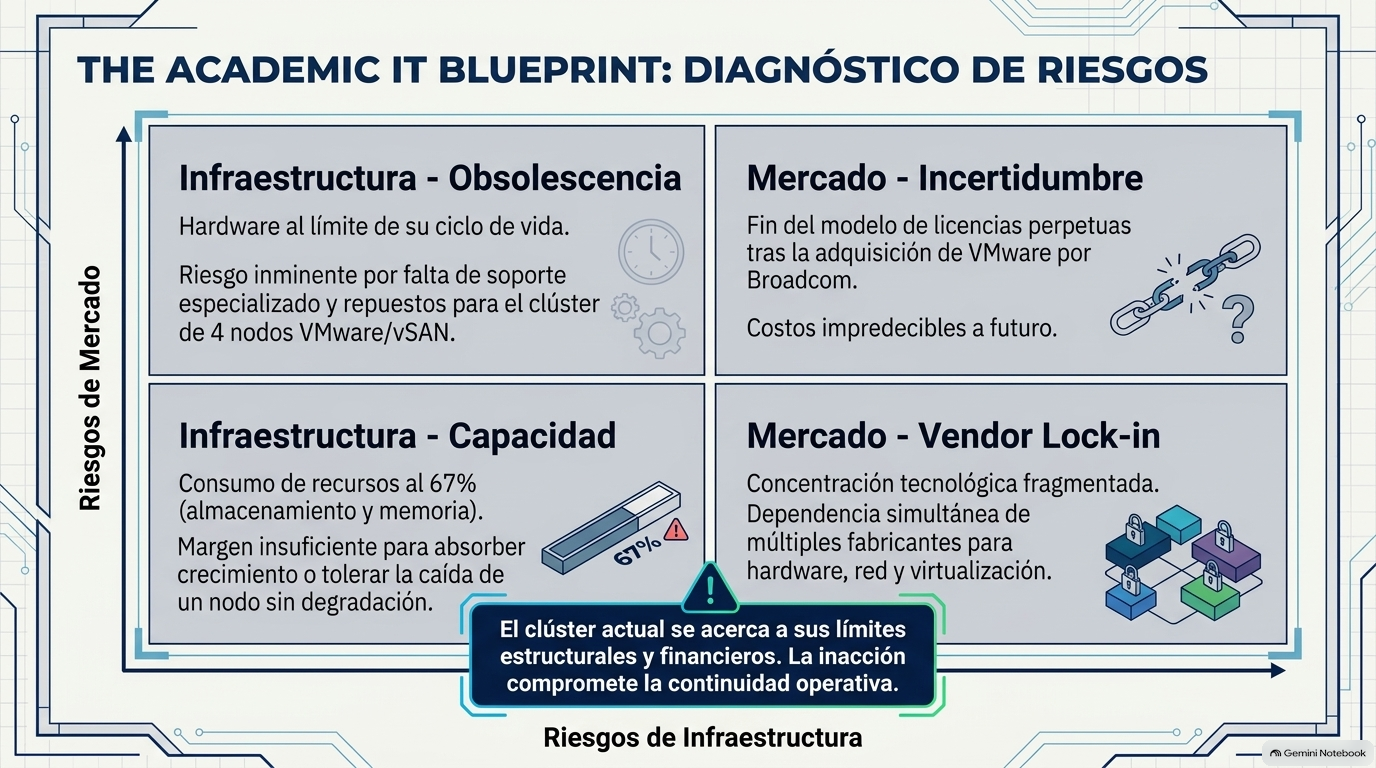 THE ACADEMIC IT BLUEPRINT: DIAGNÓSTICO DE RIESGOS
Riesgos de Mercado
Infraestructura - Obsolescencia
Hardware al límite de su ciclo de vida.
Riesgo inminente por falta de soporte
especializado y repuestos para el clúster
de 4 nodos VMware/vSAN.
Mercado - Incertidumbre
Fin del modelo de licencias perpetuas
tras la adquisición de VMware por
Broadcom.
Costos impredecibles a futuro.
?
Infraestructura - Capacidad
Consumo de recursos al 67%
(almacenamiento y memoria).
Margen insuficiente para absorber
crecimiento o tolerar la caída de
un nodo sin degradación.
67%
!
Mercado - Vendor Lock-in
Concentración tecnológica fragmentada.
Dependencia simultánea de
múltiples fabricantes para
hardware, red y virtualización.
!
El clúster actual se acerca a sus límites
estructurales y financieros. La inacción
compromete la continuidad operativa.
Riesgos de Infraestructura
Gemini Notebook